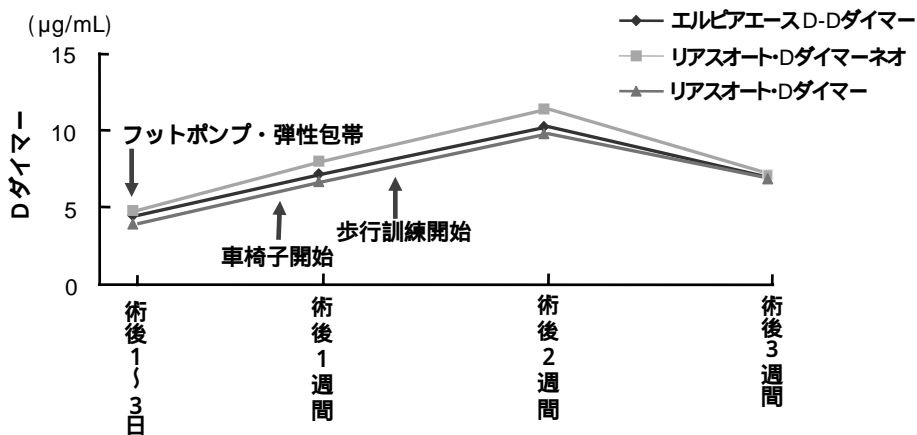 (μg/mL)
エルピアエースD-Dダイマー
リアスオート・Dダイマーネオ
リアスオート・Dダイマー
15
10
5
0
Dダイマー
フットポンプ・弾性包帯
車椅子開始
歩行訓練開始
術後1～3日
術後1週間
術後2週間
術後3週間